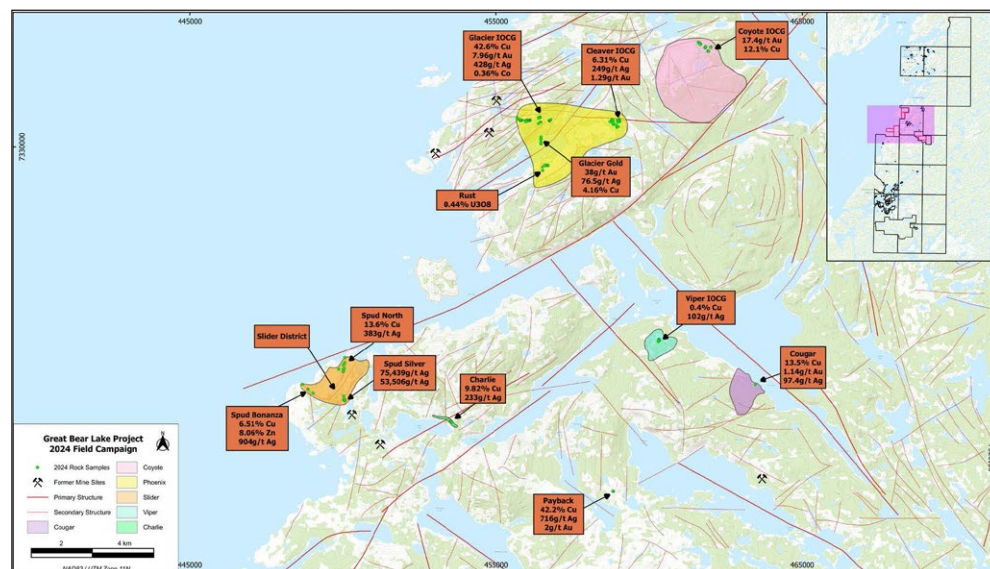 445000
455000
465000
7330000
Glacier IOCG
42.6% Cu
7.96g/t Au
428g/t Ag
0.36% Co
Cleaver IOCG
6.31% Cu
249g/t Ag
1.29g/t Au
Coyote IOCG
17.4g/t Au
12.1% Cu
Glacier Gold
38g/t Au
76.5g/t Ag
4.16% Cu
Rust
0.44% U3O8
Spud North
13.6% Cu
383g/t Ag
Slider District
Spud Silver
75,439g/t Ag
53,506g/t Ag
Spud Bonanza
6.51% Cu
8.06% Zn
904g/t Ag
Charlie
9.82% Cu
233g/t Ag
Viper IOCG
0.4% Cu
102g/t Ag
Cougar
13.5% Cu
1.14g/t Au
97.4g/t Ag
Payback
42.2% Cu
716g/t Ag
2g/t Au
Great Bear Lake Project
2024 Field Campaign
N
2024 Rock Samples
Former Mine Sites
Primary Structure
Secondary Structure
Cougar
Coyote
Phoenix
Slider
Viper
Charlie
2 4 km
445000
455000
465000